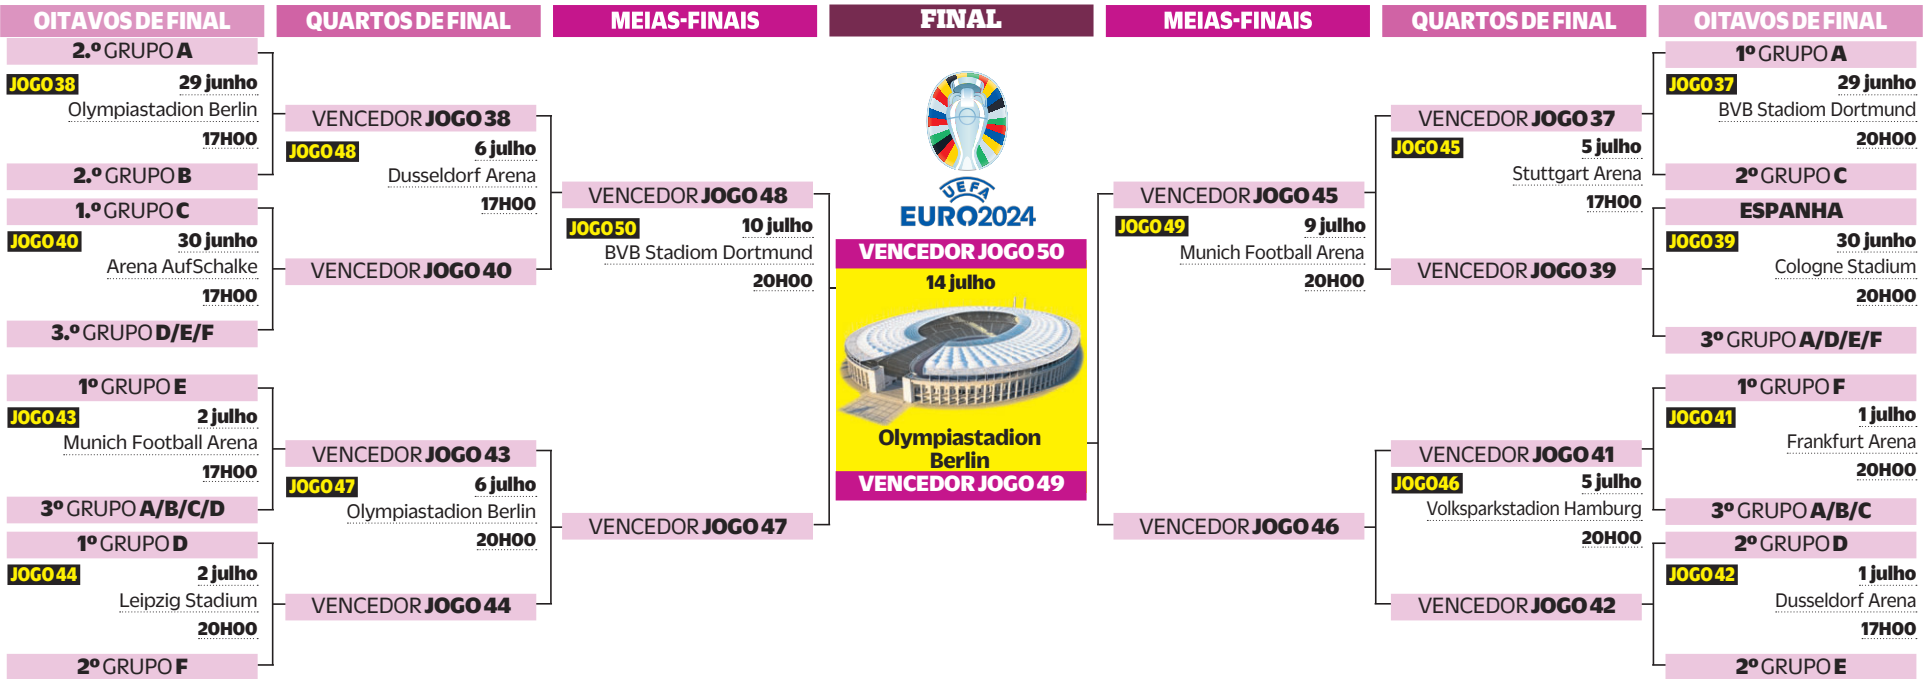 OITAVOS DE FINAL
2.º GRUPO A
JOGO 38 29 junho
Olympiastadion Berlin
17H00
2.º GRUPO B
1.º GRUPO C
JOGO 40 30 junho
Arena AufSchalke
17H00
3.º GRUPO D/E/F
1º GRUPO E
JOGO 43 2 julho
Munich Football Arena
17H00
3º GRUPO A/B/C/D
1º GRUPO D
JOGO 44 2 julho
Leipzig Stadium
20H00
2º GRUPO F
QUARTOS DE FINAL
VENCEDOR JOGO 38
JOGO 48 6 julho
Dusseldorf Arena
17H00
VENCEDOR JOGO 40
VENCEDOR JOGO 43
JOGO 47 6 julho
Olympiastadion Berlin
20H00
VENCEDOR JOGO 44
MEIAS-FINAIS
VENCEDOR JOGO 48
JOGO 50 10 julho
BVB Stadiom Dortmund
20H00
VENCEDOR JOGO 47
FINAL
UEFA
EURO2024
VENCEDOR JOGO 50
14 julho
Olympiastadion
Berlin
VENCEDOR JOGO 49
MEIAS-FINAIS
VENCEDOR JOGO 45
JOGO 49 9 julho
Munich Football Arena
20H00
VENCEDOR JOGO 46
QUARTOS DE FINAL
VENCEDOR JOGO 37
JOGO 45 5 julho
Stuttgart Arena
17H00
VENCEDOR JOGO 39
VENCEDOR JOGO 41
JOGO46 5 julho
Volksparkstadion Hamburg
20H00
VENCEDOR JOGO 42
OITAVOS DE FINAL
1º GRUPO A
JOGO 37 29 junho
BVB Stadiom Dortmund
20H00
2º GRUPO C
ESPANHA
JOGO 39 30 junho
Cologne Stadium
20H00
3º GRUPO A/D/E/F
1º GRUPO F
JOGO 41 1 julho
Frankfurt Arena
20H00
3º GRUPO A/B/C
2º GRUPO D
JOGO 42 1 julho
Dusseldorf Arena
17H00
2º GRUPO E